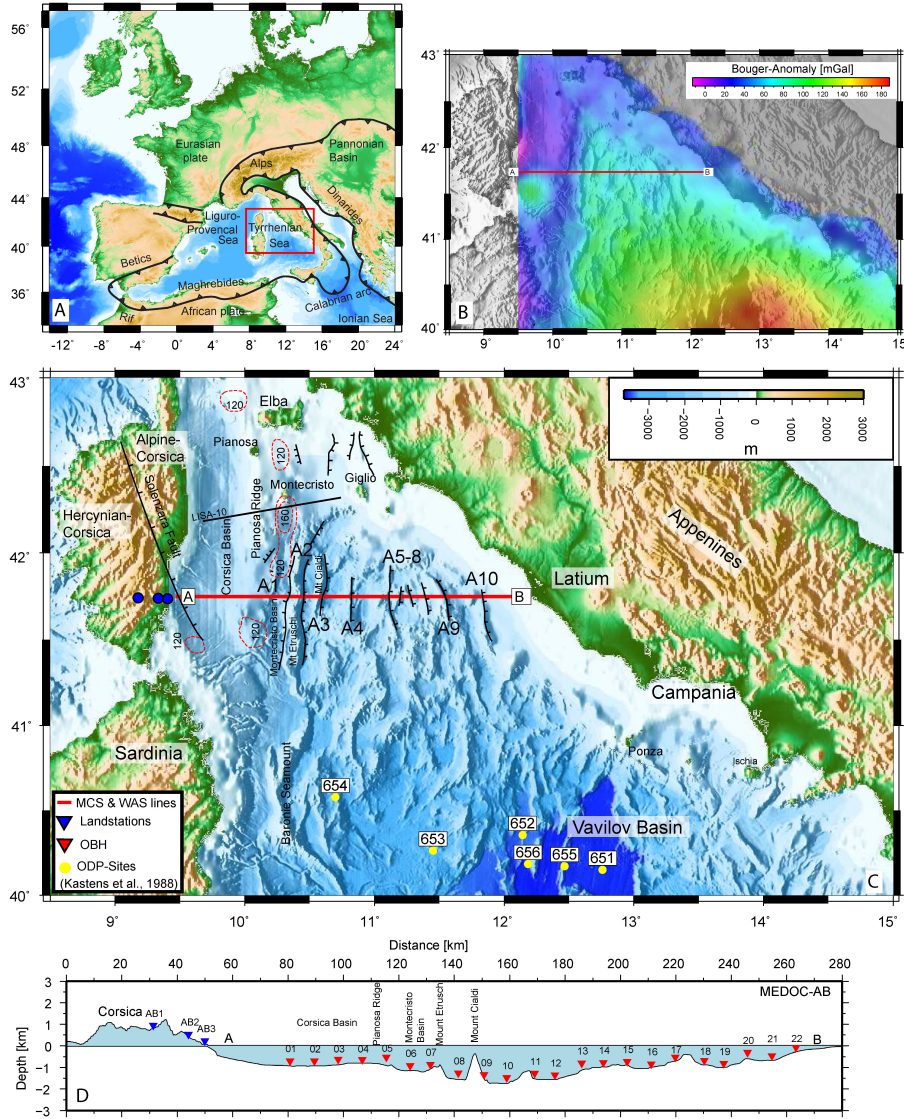 56˚
52˚
48˚
44˚
40˚
36˚
-12˚
-8˚
-4˚
0˚
4˚
8˚
12˚
16˚
20˚
24˚
Eurasian
plate
Alps
Pannonian
Basin
Dinarides
Liguro-
Provencal
Sea
Tyrrhenian
Sea
Betics
Maghrebides
Rif
African plate
Calabrian arc
Ionian Sea
A
Bouger-Anomaly [mGal]
0 20 40 60 80 100 120 140 160 180
43˚
42˚
41˚
40˚
A
B
9˚
10˚
11˚
12˚
13˚
14˚
15
B
43˚
42˚
41˚
40˚
-3000
-2000
-1000
0
1000
2000
3000
m
120
Elba
Pianosa
120
Montecristo
Giglio
Alpine-
Corsica
Solenzara Fault
Hercynian-
Corsica
LISA-10
160
Corsica Basin
Pianosa Ridge
A1
A2
120
Mt Cialdi
A5-8
A10
Latium
Appenines
A
B
120
120
Montecristo Basin
Mt Etrusch
A3
A4
A9
Campania
Sardinia
Ponza
Ischia
Baronie Seamount
654
653
652
656
655
651
Vavilov Basin
MCS & WAS lines
Landstations
OBH
ODP-Sites
(Kastens et al., 1988)
C
9˚
10˚
11˚
12˚
13˚
14˚
15˚
Distance [km]
0 20 40 60 80 100 120 140 160 180 200 220 240 260 280
Depth [km]
3
2
1
0
-1
-2
-3
Corsica
AB1
AB2
AB3
A
Corsica Basin
Pianosa Ridge
Montecristo
Basin
Mount Etrusch
Mount Cialdi
MEDOC-AB
B
01 02 03 04 05 06 07 08 09 10 11 12 13 14 15 16 17 18 19 20 21 22
D